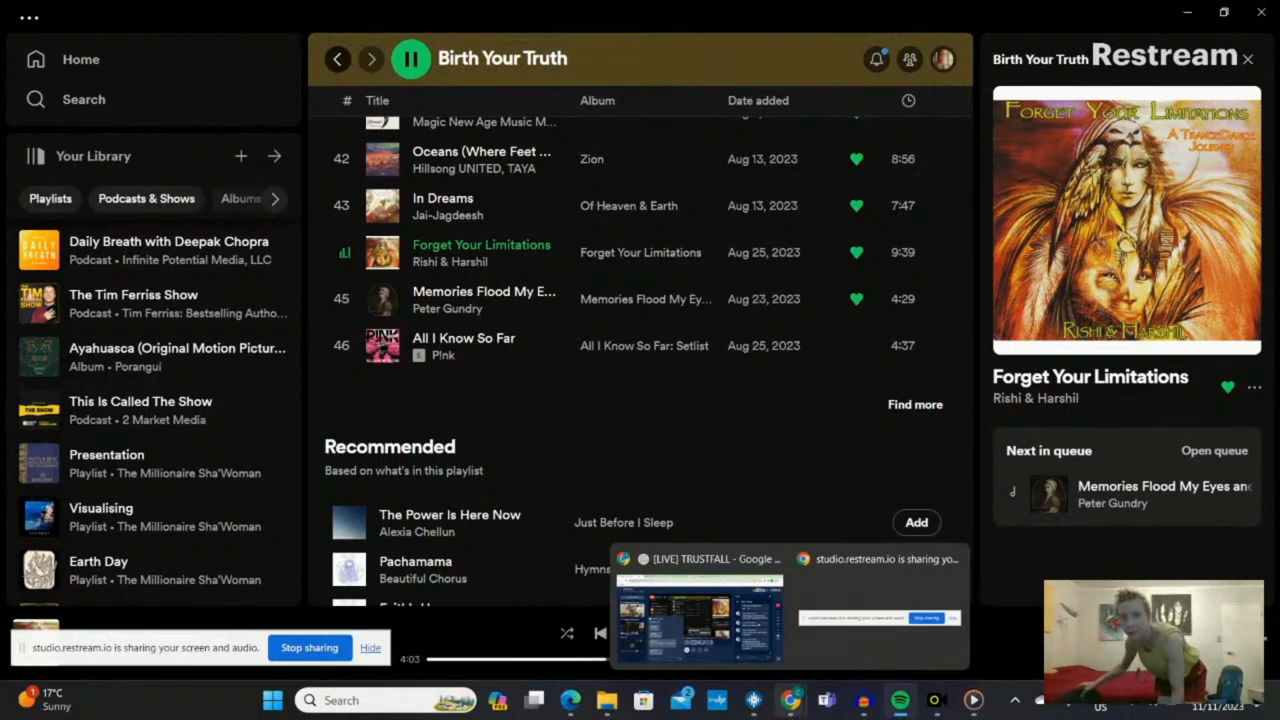 Home
Search
Your Library
Playlists
Podcasts & Shows
Albums
Daily Breath with Deepak Chopra
Podcast • Infinite Potential Media, LLC
The Tim Ferriss Show
Podcast • Tim Ferriss: Bestselling Autho...
Ayahuasca (Original Motion Pictur...
Album • Porangui
This Is Called The Show
Podcast • 2 Market Media
Presentation
Playlist • The Millionaire Sha'Woman
Visualising
Playlist • The Millionaire Sha'Woman
Earth Day
Playlist • The Millionaire Sha'Woman
Birth Your Truth
# Title Album Date added
Magic New Age Music M...
42 Oceans (Where Feet ... Zion Aug 13, 2023 8:56
Hillsong UNITED, TAYA
43 In Dreams Of Heaven & Earth Aug 13, 2023 7:47
Jai-Jagdeesh
Forget Your Limitations Forget Your Limitations Aug 25, 2023 9:39
Rishi & Harshil
45 Memories Flood My E... Memories Flood My Ey... Aug 23, 2023 4:29
Peter Gundry
46 All I Know So Far All I Know So Far: Setlist Aug 25, 2023 4:37
E P!nk
Find more
Recommended
Based on what's in this playlist
The Power Is Here Now Just Before I Sleep Add
Alexia Chellun
Pachamama Hymns
Beautiful Chorus
Birth Your Truth Restream
FORGET YOUR LIMITATIONS
A TRANCEDANCE
JOURNEY
RISHI & HARSHIL
Forget Your Limitations
Rishi & Harshil
Next in queue Open queue
Memories Flood My Eyes an
Peter Gundry
[LIVE] TRUSTFALL - Google ...
studio.restream.io is sharing yo...
Stop sharing
studio.restream.io is sharing your screen and audio. Stop sharing Hide
4:03
1
17°C
Sunny
Search
2
US
11/11/2023